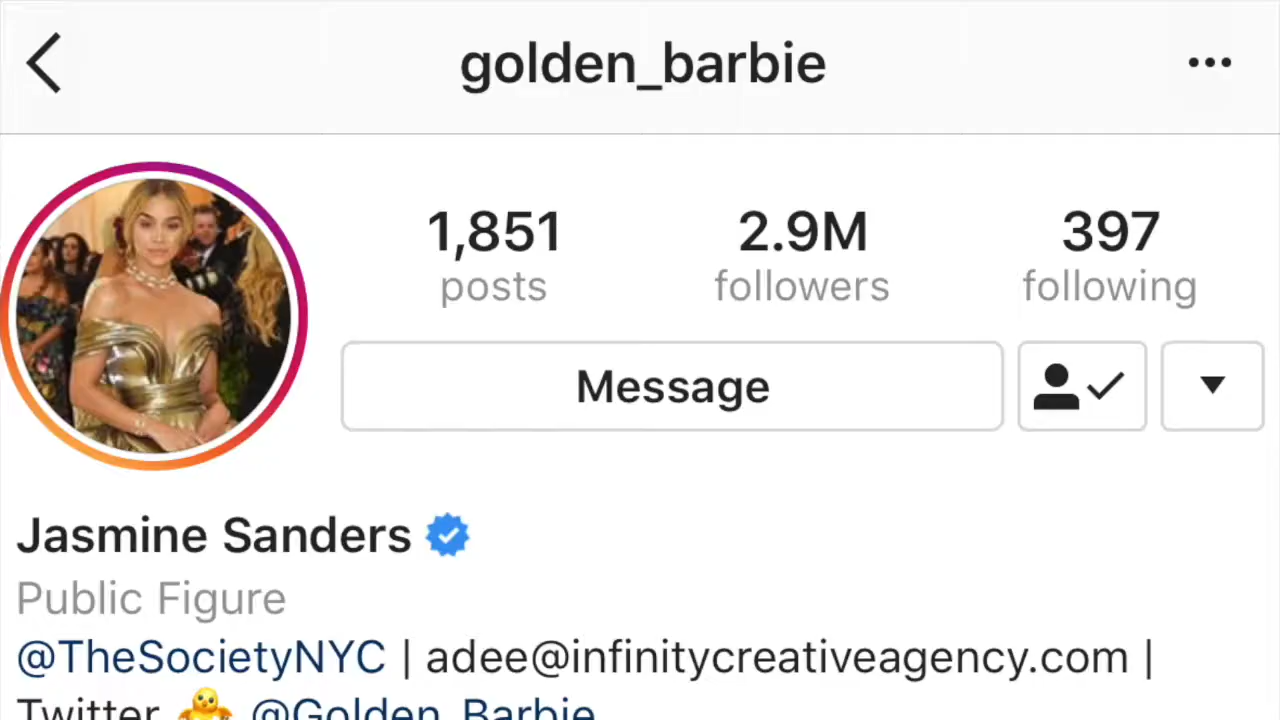 golden_barbie
1,851 2.9M 397
posts followers following
Message
Jasmine Sanders
Public Figure
@TheSocietyNYC | adee@infinitycreativeagency.com |
Twitter 🐥 @Golden_Barbie